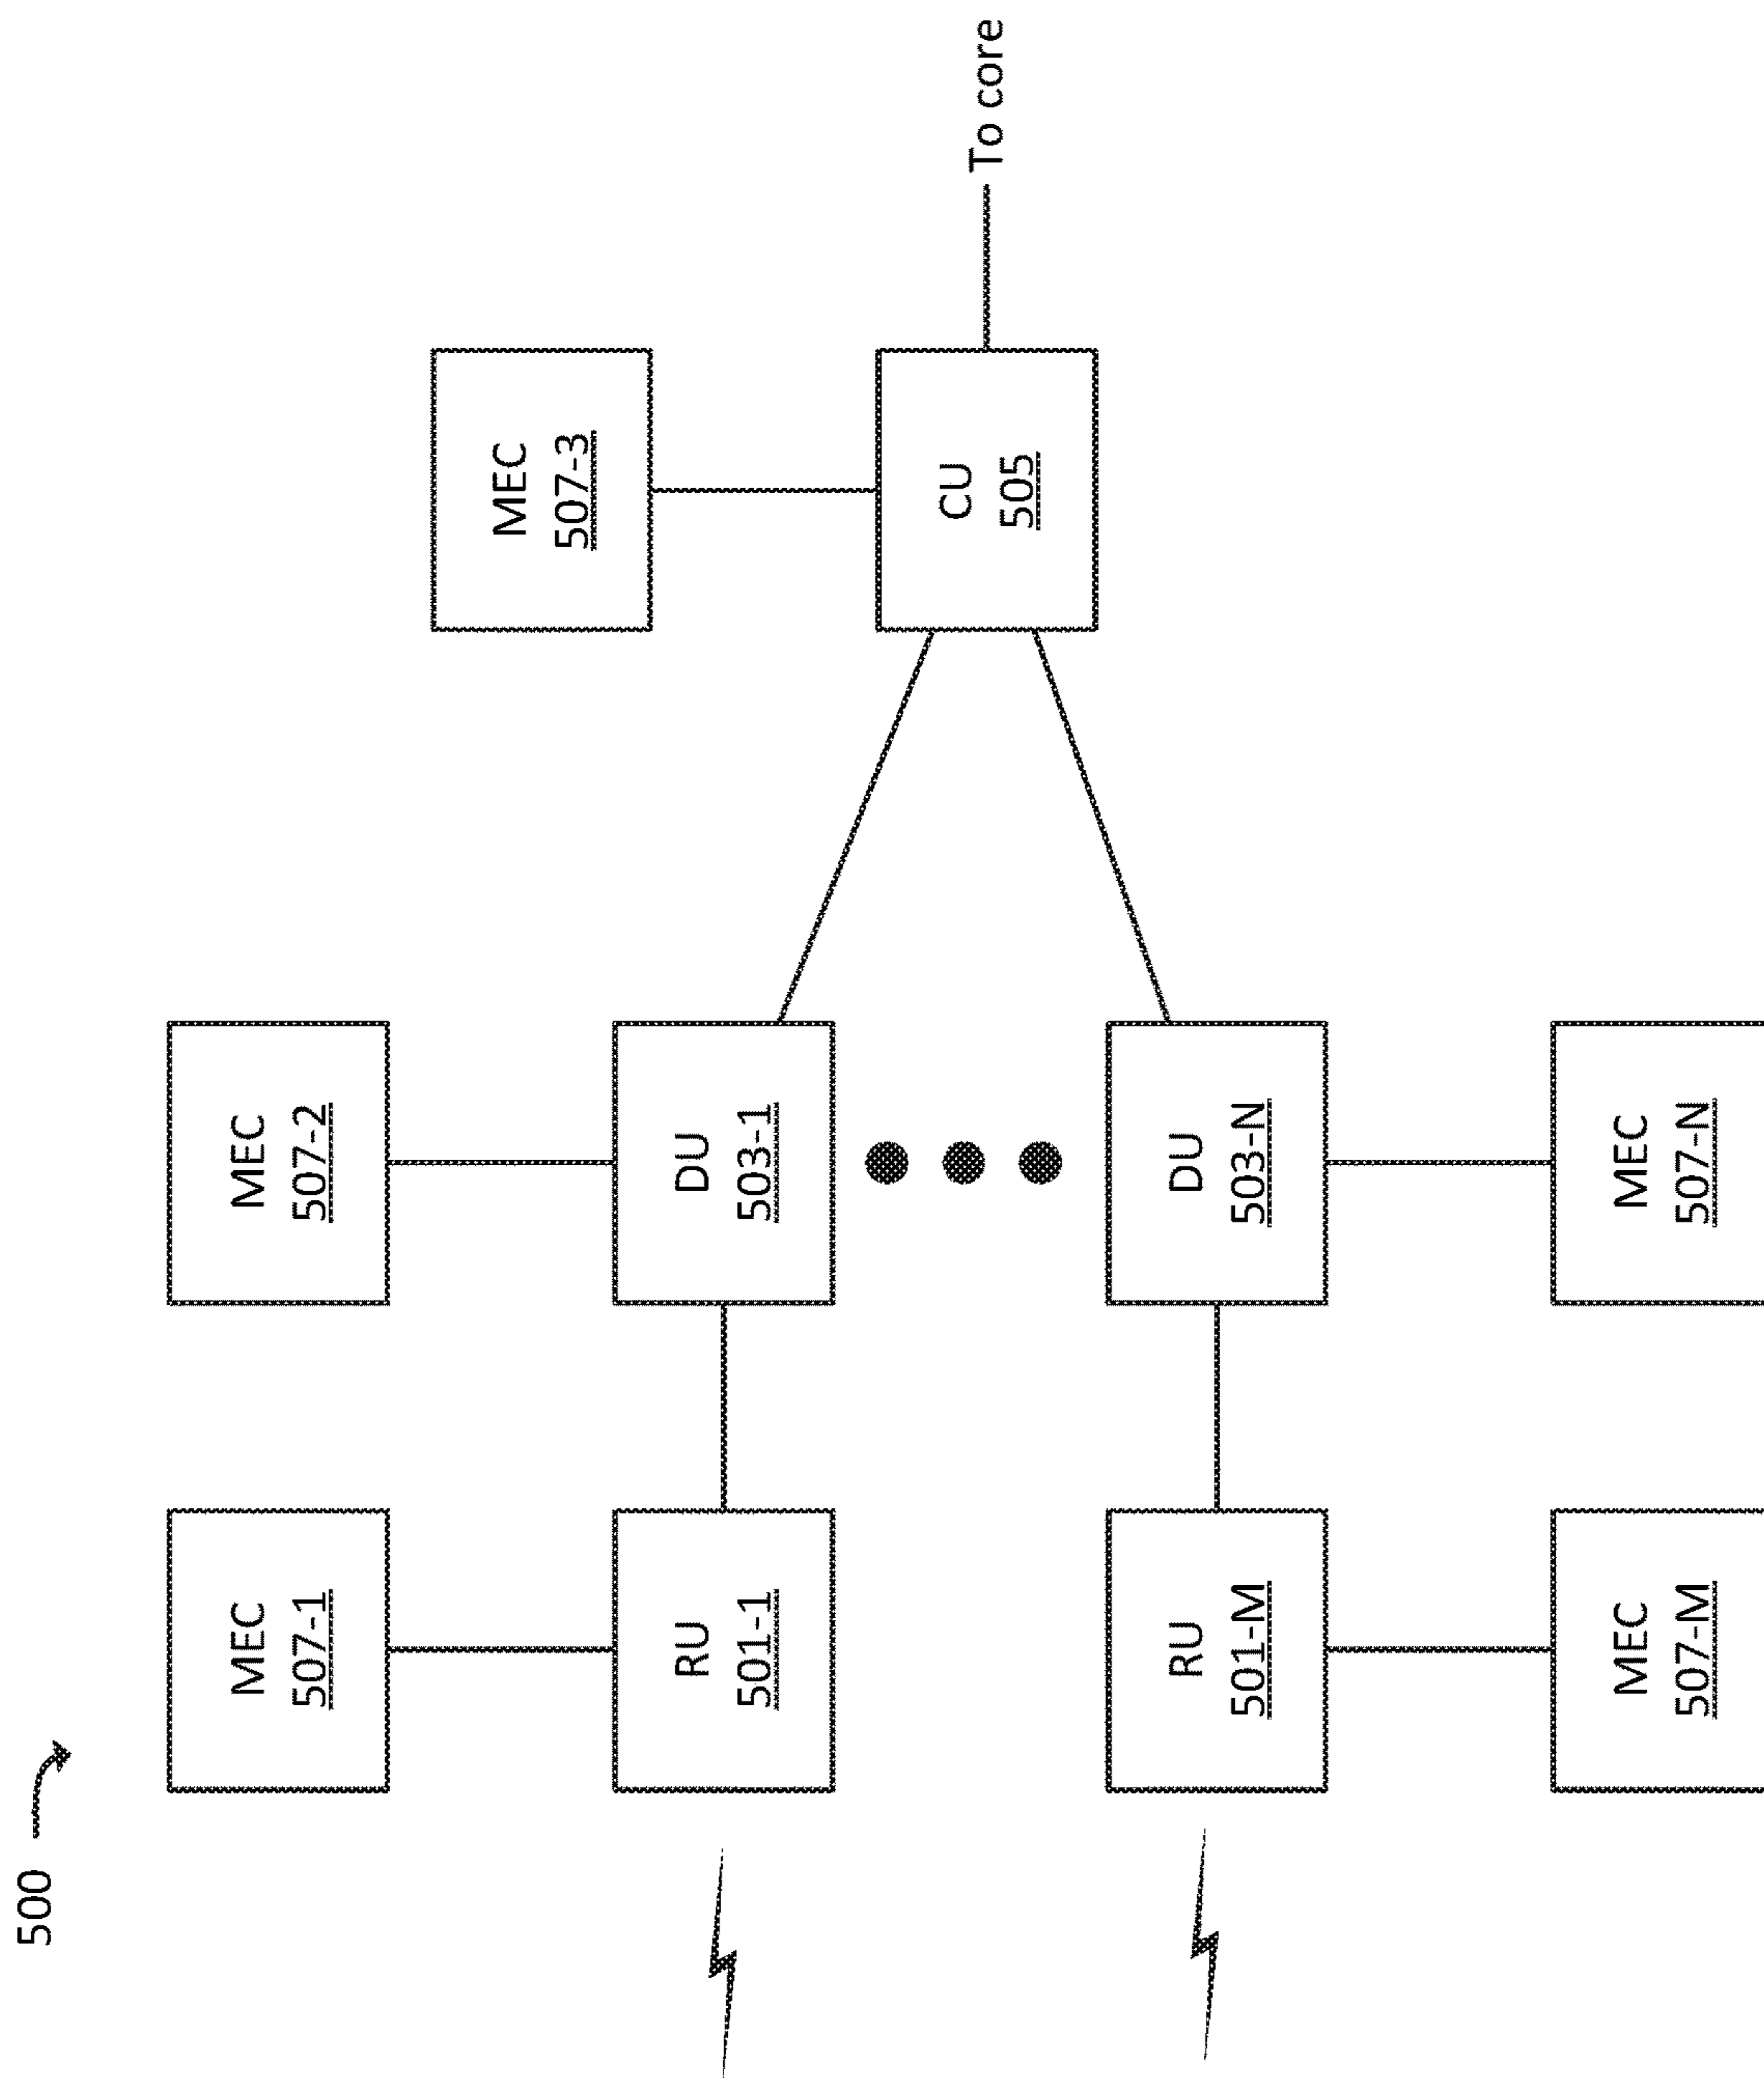 500
MEC
507-1
MEC
507-2
MEC
507-3
RU
501-1
DU
503-1
CU
505
To core
RU
501-M
DU
503-N
MEC
507-M
MEC
507-N